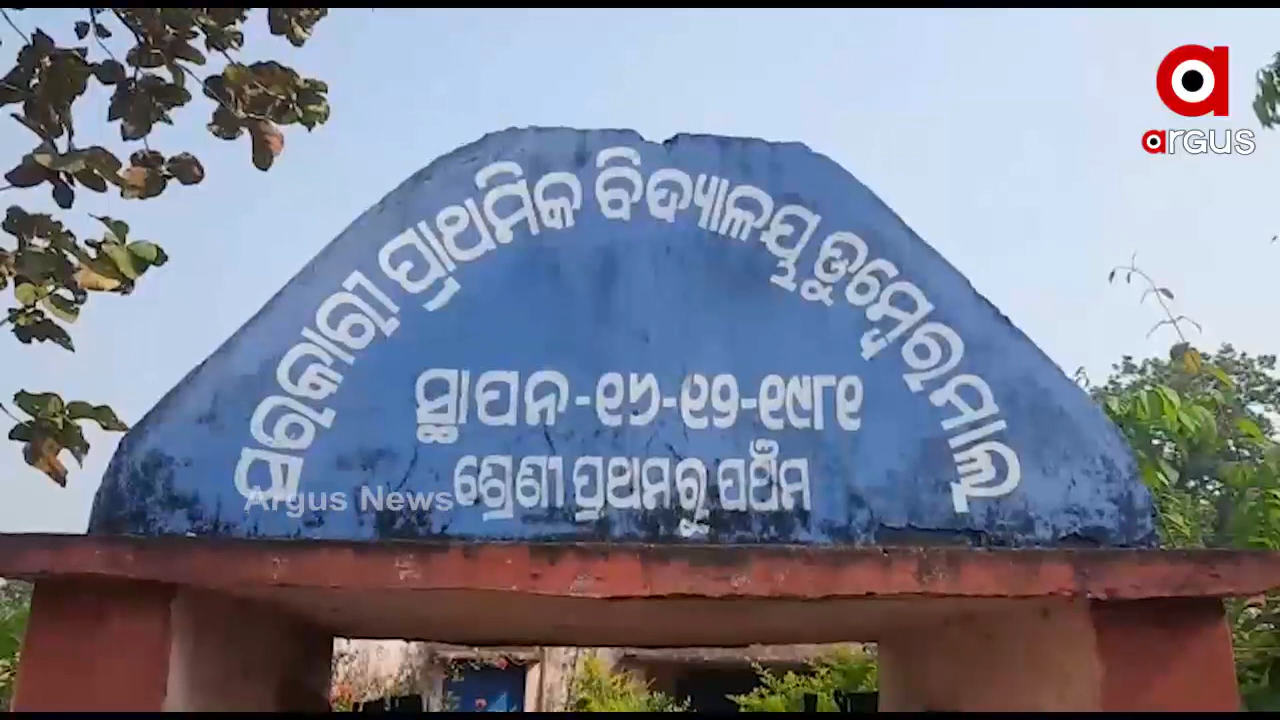 ସରକାରୀ ପ୍ରାଥମିକ ବିଦ୍ୟାଳୟ ଡୁମେରମାଲ
ସ୍ଥାପନ-୧୬-୧୨-୧୯୮୧
ଶ୍ରେଣୀ ପ୍ରଥମରୁ ପଞ୍ଚମ
Argus News
argus